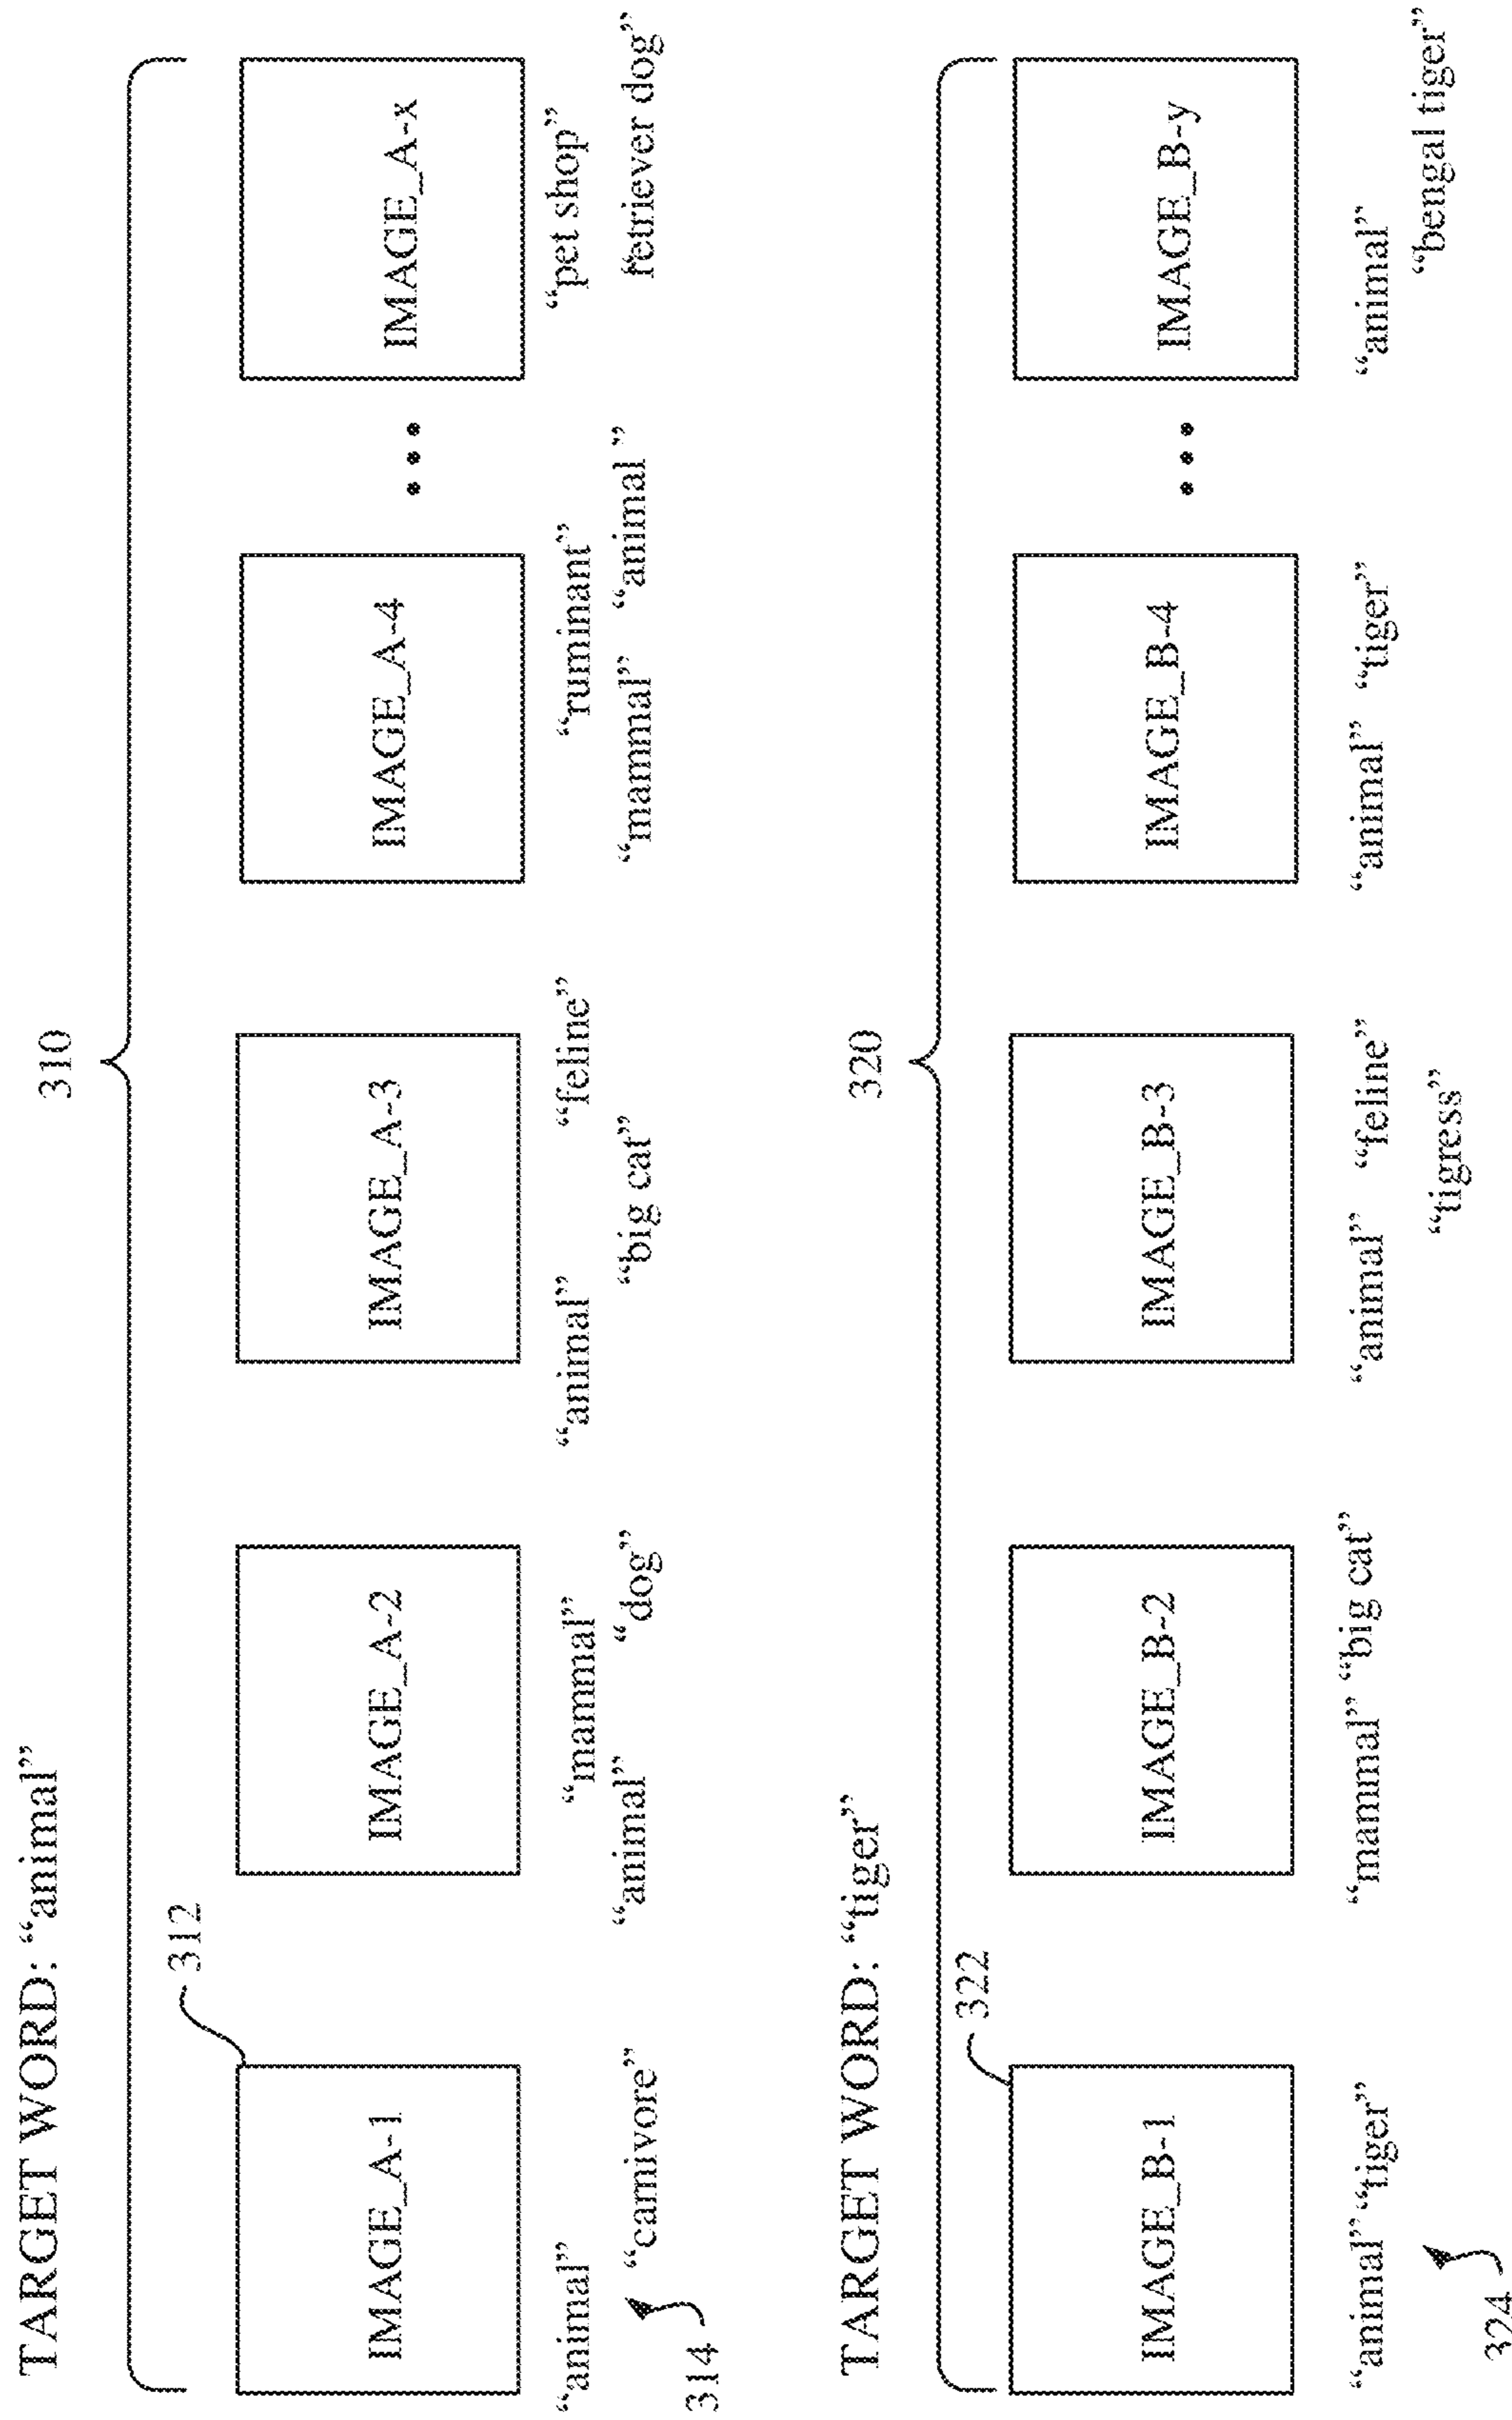 TARGET WORD: “animal”
310
312
IMAGE_A-1
IMAGE_A-2
IMAGE_A-3
IMAGE_A-4
IMAGE_A-x
“animal”
“carnivore”
314
“mammal”
“animal” “dog”
“animal” “feline”
“big cat”
“ruminant”
“mammal” “animal ”
“pet shop”
“retriever dog”
TARGET WORD: “tiger”
320
322
IMAGE_B-1
IMAGE_B-2
IMAGE_B-3
IMAGE_B-4
IMAGE_B-y
“animal” “tiger”
324
“mammal” “big cat”
“animal” “feline”
“tigress”
“animal” “tiger”
“animal”
“bengal tiger”